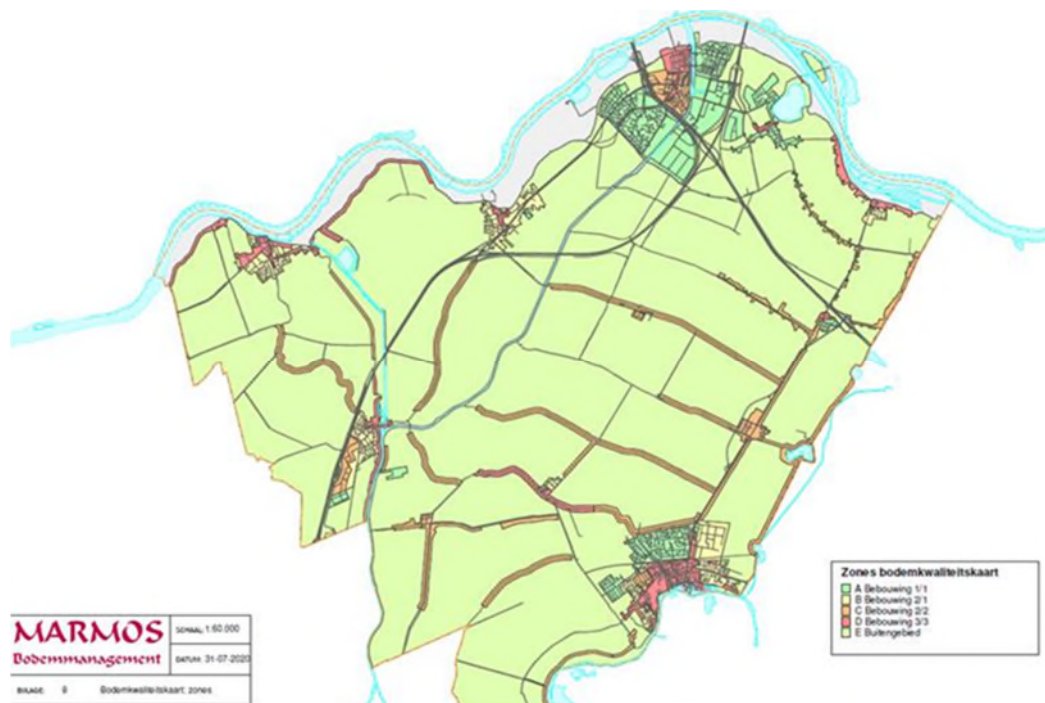 Zones bodemkwaliteitskaart
A Bebouwing 1/1
B Bebouwing 2/1
C Bebouwing 2/2
D Bebouwing 3/3
E Buitengebied
MARMOS
Bodemmanagement
SCHAAL: 1:60.000
DATUM: 31-07-2020
BIJLAGE: 8 Bodemkwaliteitskaart: zones